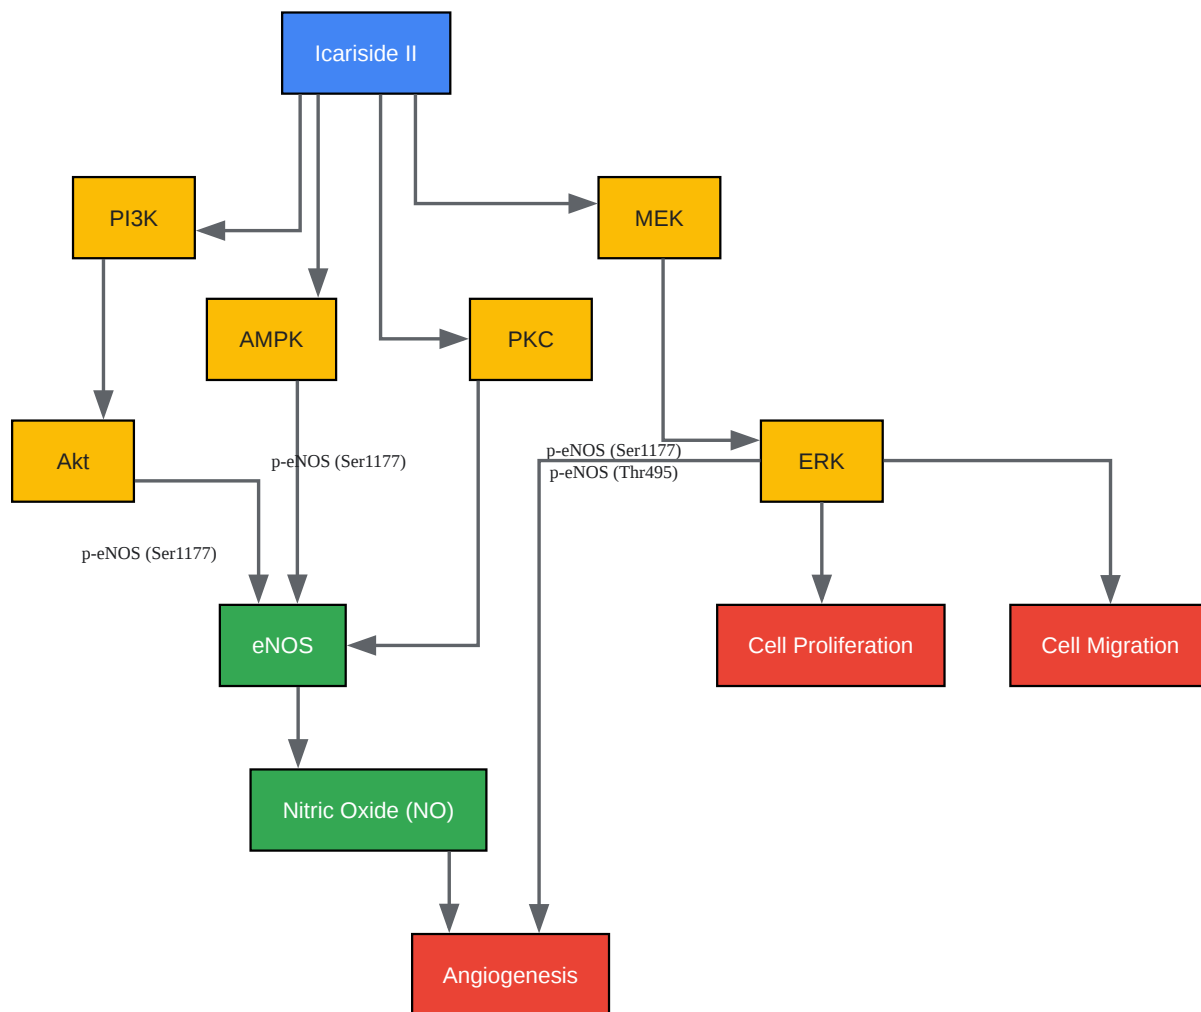 Icariside II
PI3K
MEK
AMPK
PKC
p-eNOS (Ser1177)
p-eNOS (Thr495)
Akt
p-eNOS (Ser1177)
ERK
p-eNOS (Ser1177)
eNOS
Cell Proliferation
Cell Migration
Nitric Oxide (NO)
Angiogenesis